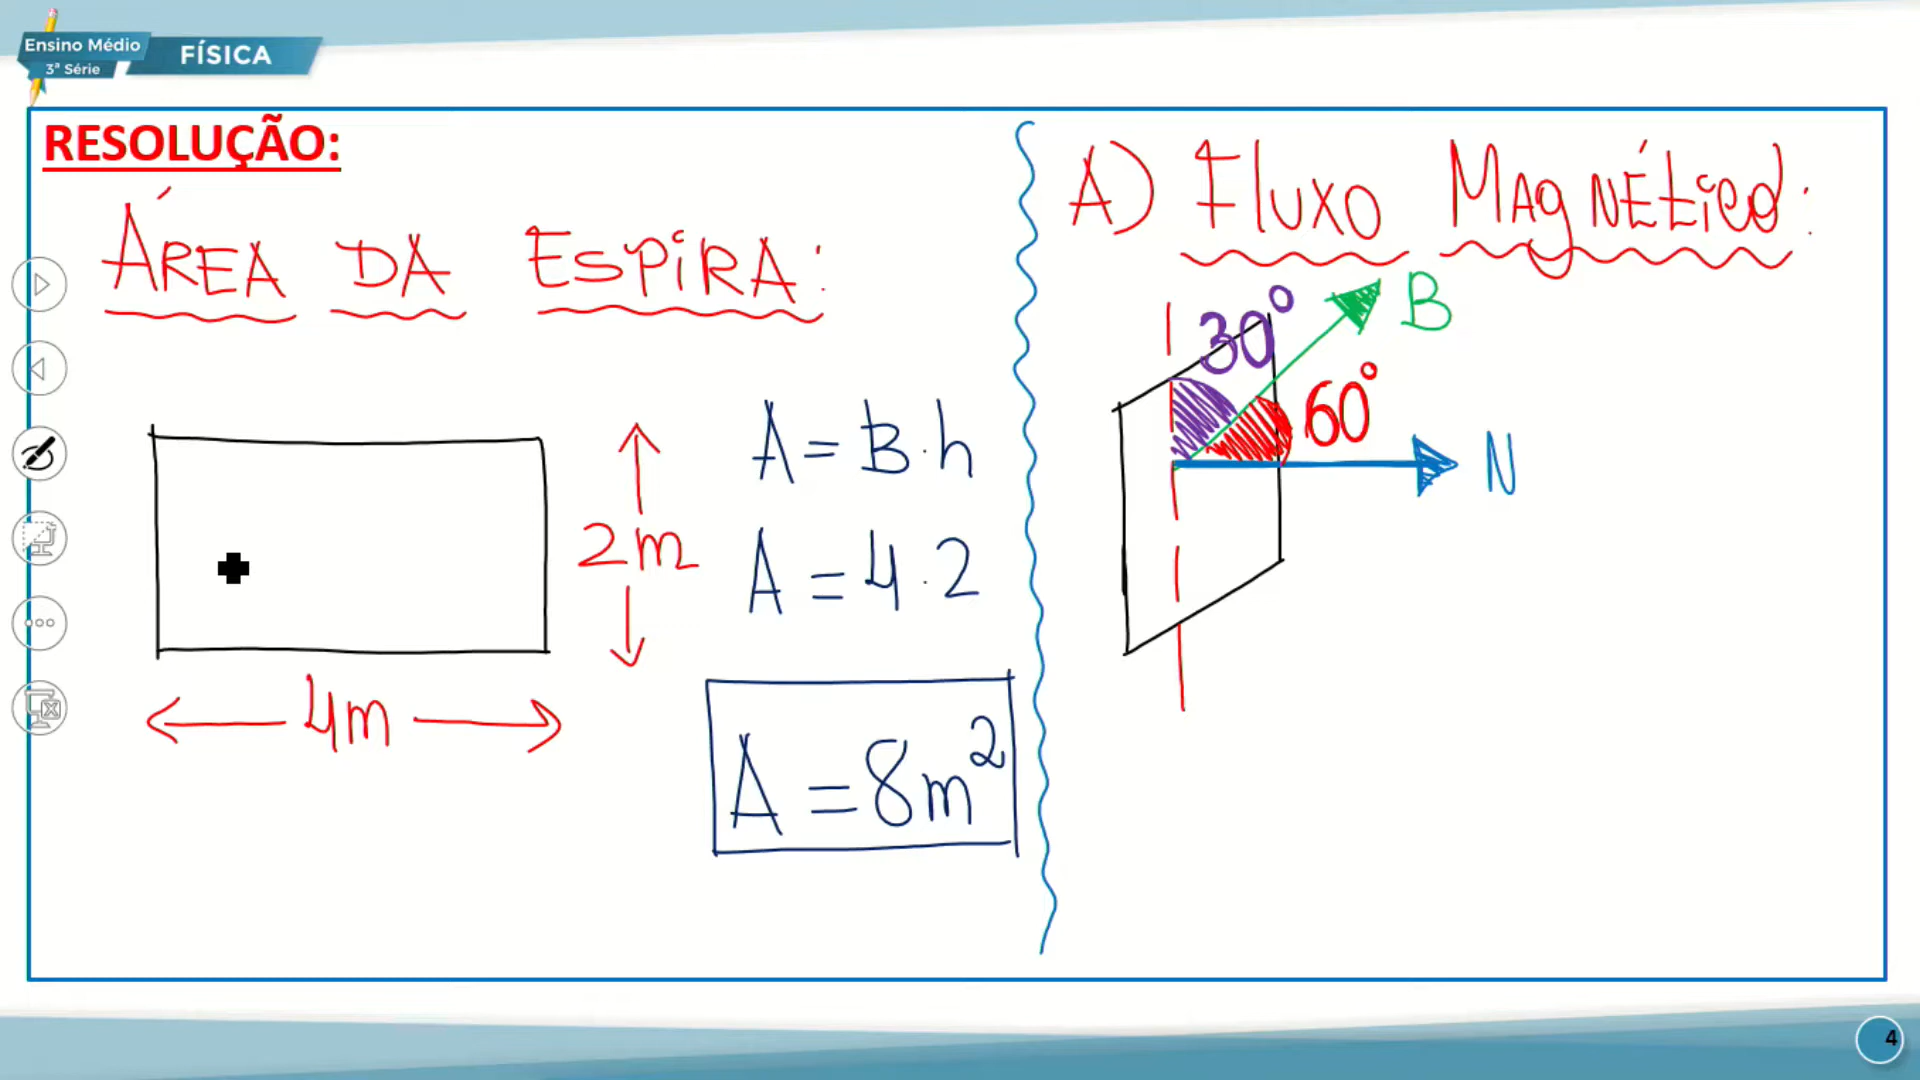 Ensino Médio
3ª Série
FÍSICA
RESOLUÇÃO:
ÁREA DA ESPIRA:
A = B.h
A = 4.2
A = 8m²
2m
4m
A) Fluxo Magnético:
30°
B
60°
N
4